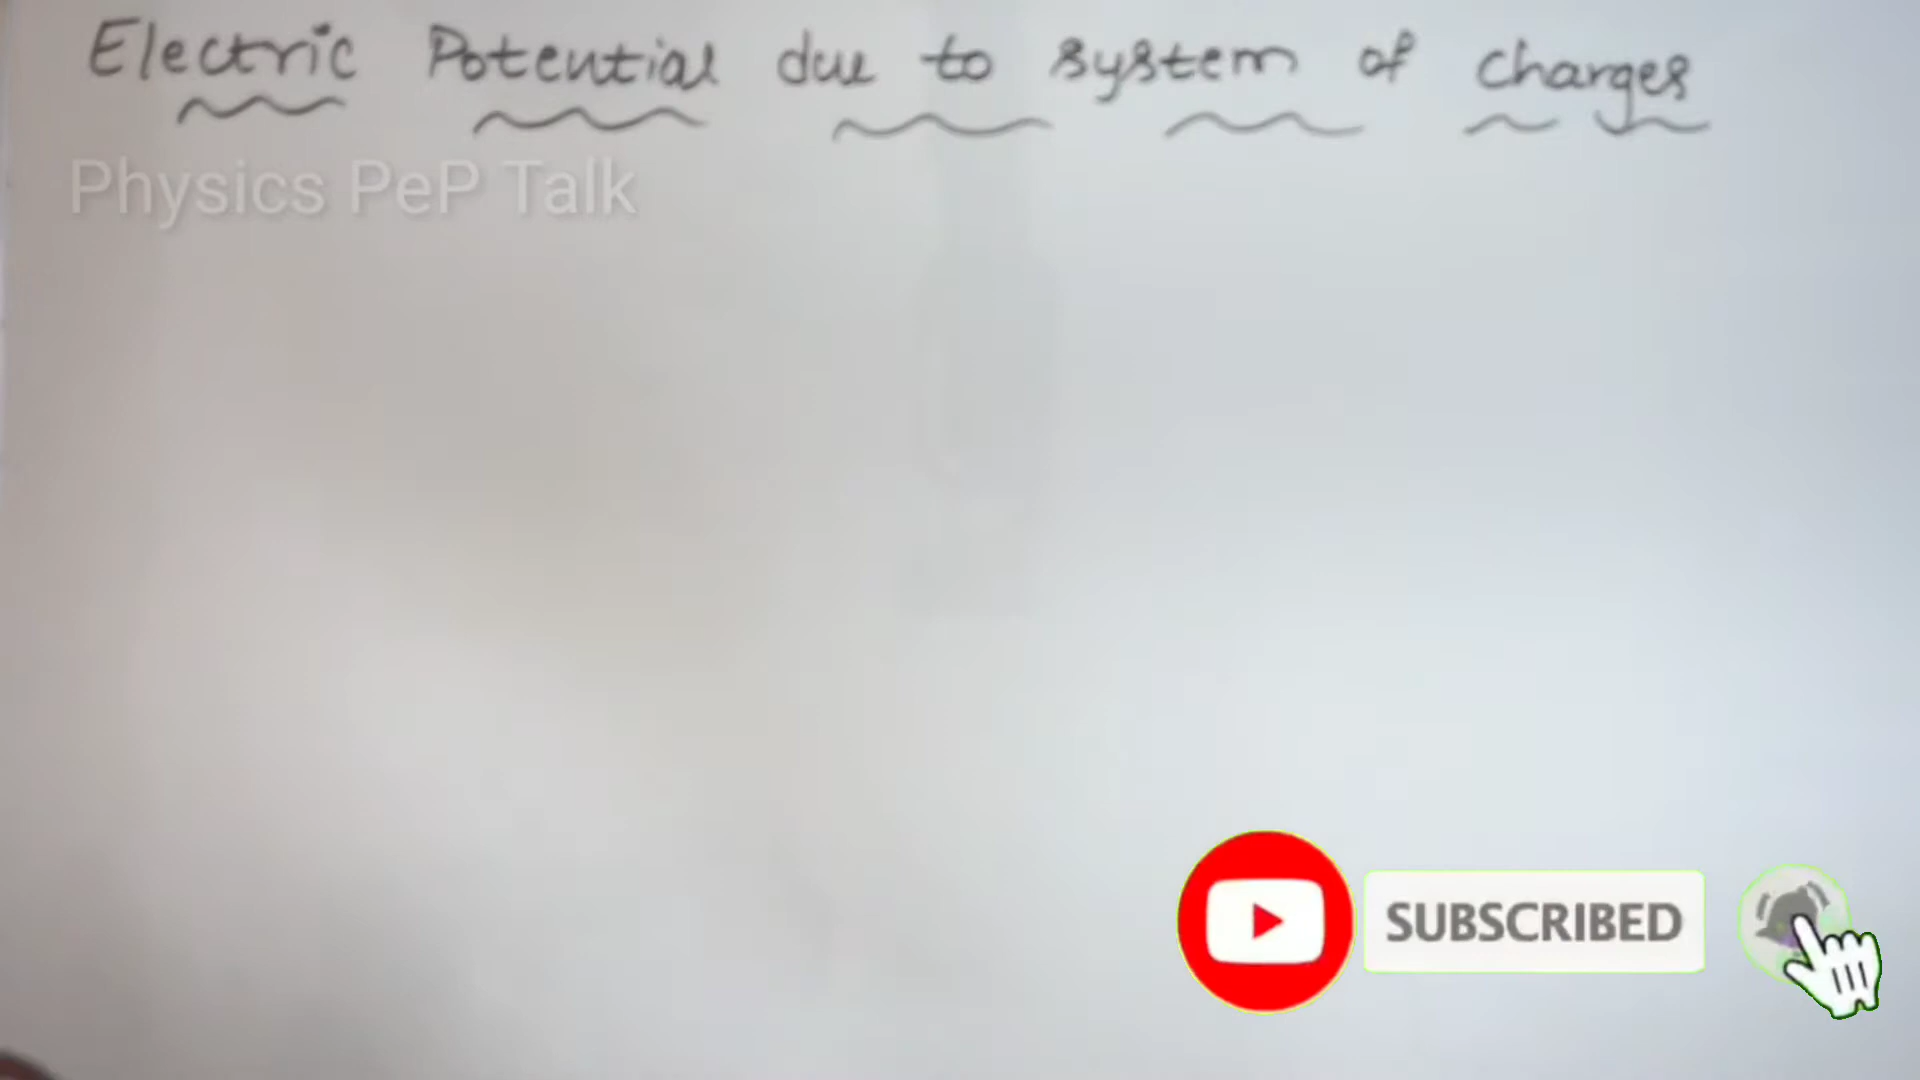 Electric Potential due to system of charges
Physics PeP Talk
SUBSCRIBED